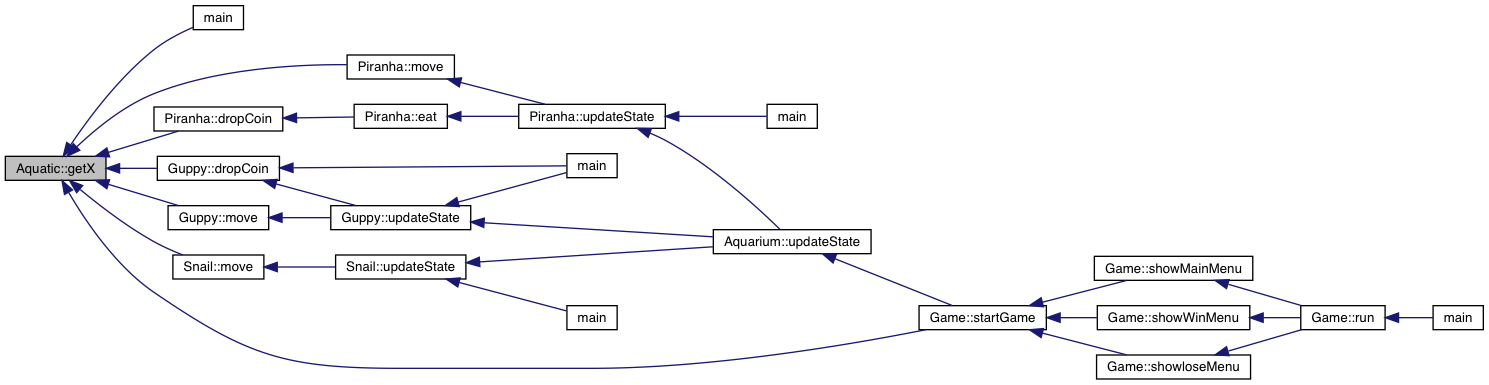 main
Piranha::move
Piranha::dropCoin
Piranha::eat
Piranha::updateState
main
Aquatic::getX
Guppy::dropCoin
main
Guppy::move
Guppy::updateState
Aquarium::updateState
Snail::move
Snail::updateState
main
Game::showMainMenu
Game::startGame
Game::showWinMenu
Game::run
main
Game::showloseMenu